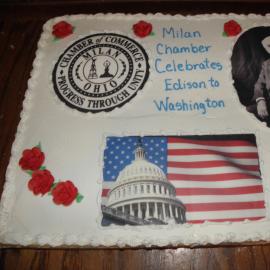 CHAMBER of COMMERCE
MILAN
OHIO
PROGRESS THROUGH UNITY
Milan
Chamber
Celebrates
Edison to
Washington